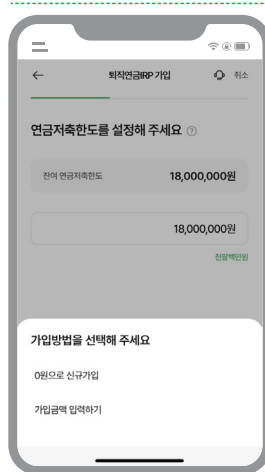 퇴직연금IRP 가입
취소
연금저축한도를 설정해 주세요 ?
잔여 연금저축한도 18,000,000원
18,000,000원
천팔백만원
가입방법을 선택해 주세요
0원으로 신규가입
가입금액 입력하기